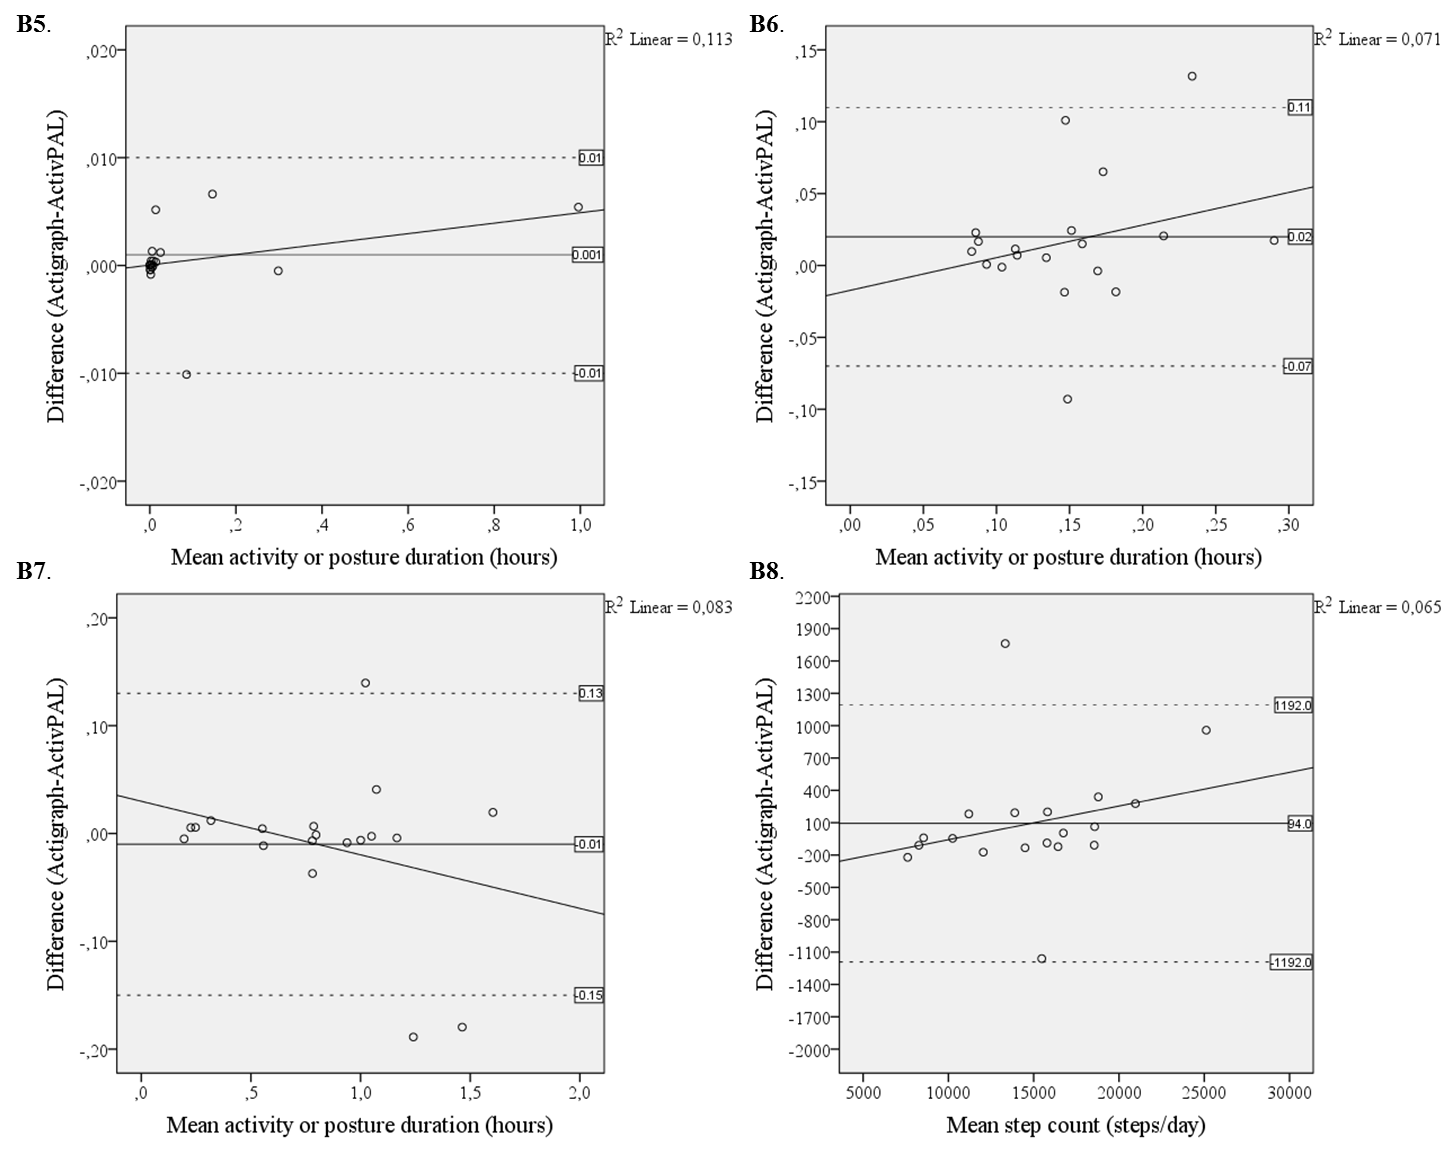 B5.
R² Linear = 0,113
,020
,010
,000
-,010
-,020
0.01
0.001
-0.01
,0 ,2 ,4 ,6 ,8 1,0
Difference (Actigraph-ActivPAL)
Mean activity or posture duration (hours)
B6.
R² Linear = 0,071
,15
,10
,05
,00
-,05
-,10
-,15
0.11
0.02
-0.07
,00 ,05 ,10 ,15 ,20 ,25 ,30
Difference (Actigraph-ActivPAL)
Mean activity or posture duration (hours)
B7.
R² Linear = 0,083
,20
,10
,00
-,10
-,20
0.13
-0.01
-0.15
,0 ,5 1,0 1,5 2,0
Difference (Actigraph-ActivPAL)
Mean activity or posture duration (hours)
B8.
R² Linear = 0,065
2200
1900
1600
1300
1000
700
400
100
-200
-500
-800
-1100
-1400
-1700
-2000
1192.0
94.0
-1192.0
5000 10000 15000 20000 25000 30000
Difference (Actigraph-ActivPAL)
Mean step count (steps/day)